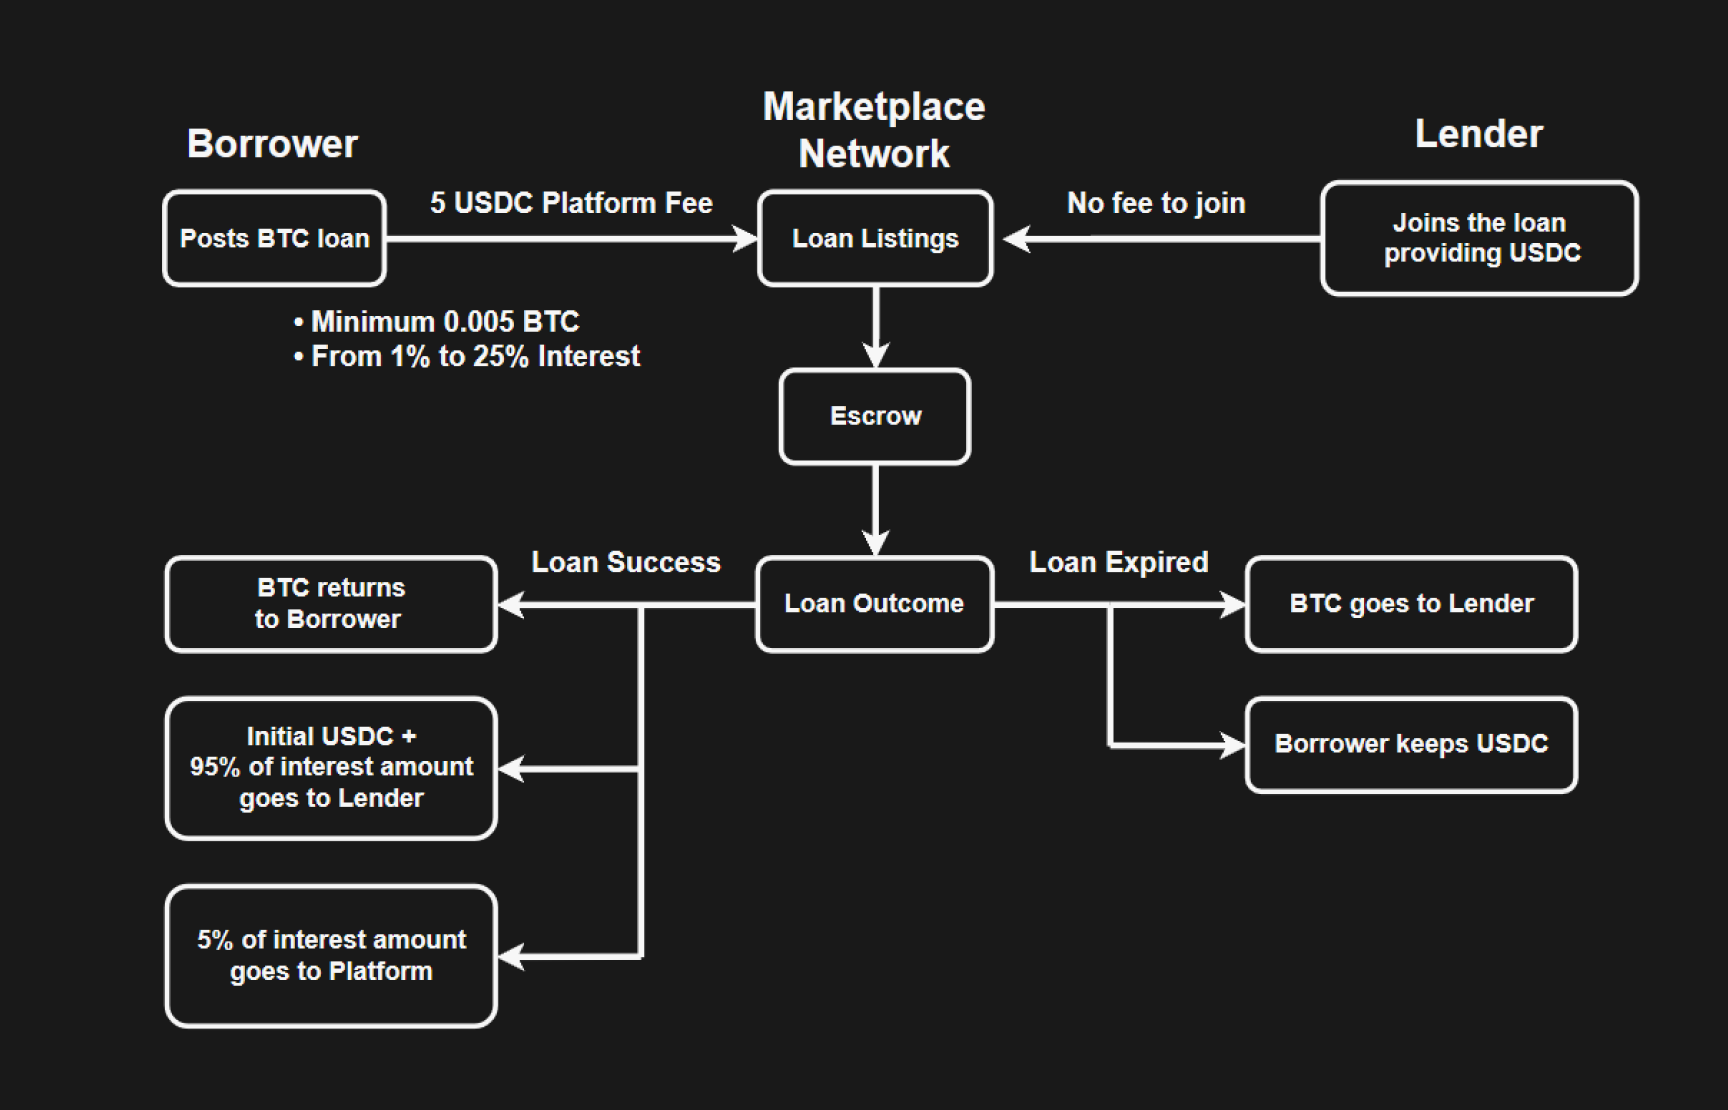 Borrower
Marketplace
Network
Lender
Posts BTC loan
5 USDC Platform Fee
Loan Listings
No fee to join
Joins the loan
providing USDC
• Minimum 0.005 BTC
• From 1% to 25% Interest
Escrow
Loan Success
Loan Outcome
Loan Expired
BTC returns
to Borrower
BTC goes to Lender
Initial USDC +
95% of interest amount
goes to Lender
Borrower keeps USDC
5% of interest amount
goes to Platform